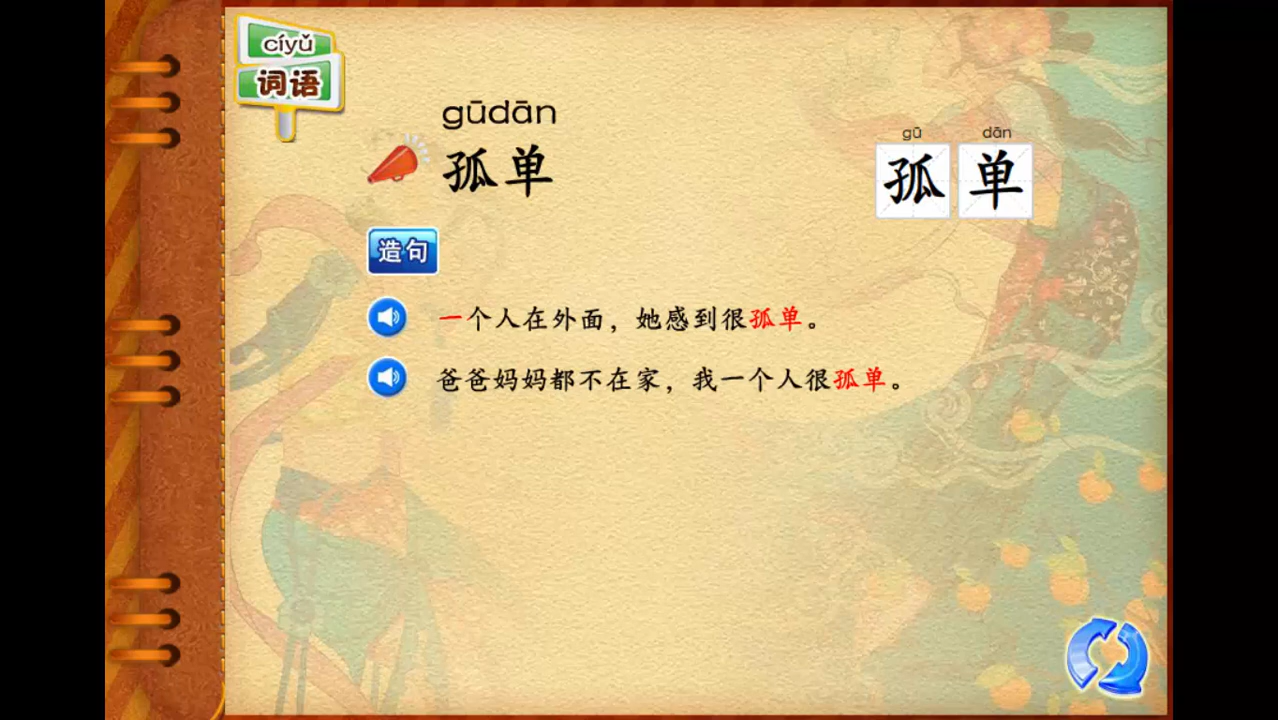 cíyǔ
词语
gūdān
孤单
gū dān
孤 单
造句
一个人在外面，她感到很孤单。
爸爸妈妈都不在家，我一个人很孤单。